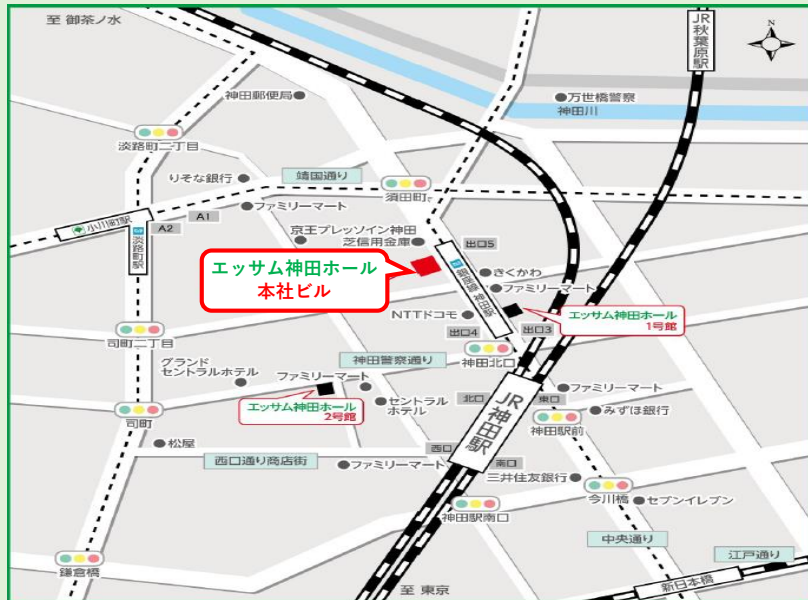 至 御茶ノ水
N
JR秋葉原駅
神田郵便局
万世橋警察
神田川
淡路町二丁目
りそな銀行
靖国通り
須田町
ファミリーマート
小川町駅
A1
A2
淡路町駅
京王プレッソイン神田
芝信用金庫
出口5
エッサム神田ホール
本社ビル
銀座線神田駅
きくかわ
ファミリーマート
NTTドコモ
エッサム神田ホール
1号館
司町二丁目
出口4
出口3
神田警察通り
神田北口
グランド
セントラルホテル
ファミリーマート
エッサム神田ホール
2号館
セントラル
ホテル
北口
JR神田駅
東口
ファミリーマート
みずほ銀行
司町
神田駅前
松屋
西口
西口通り商店街
ファミリーマート
南口
三井住友銀行
今川橋
セブンイレブン
神田駅南口
中央通り
江戸通り
鎌倉橋
新日本橋
至 東京